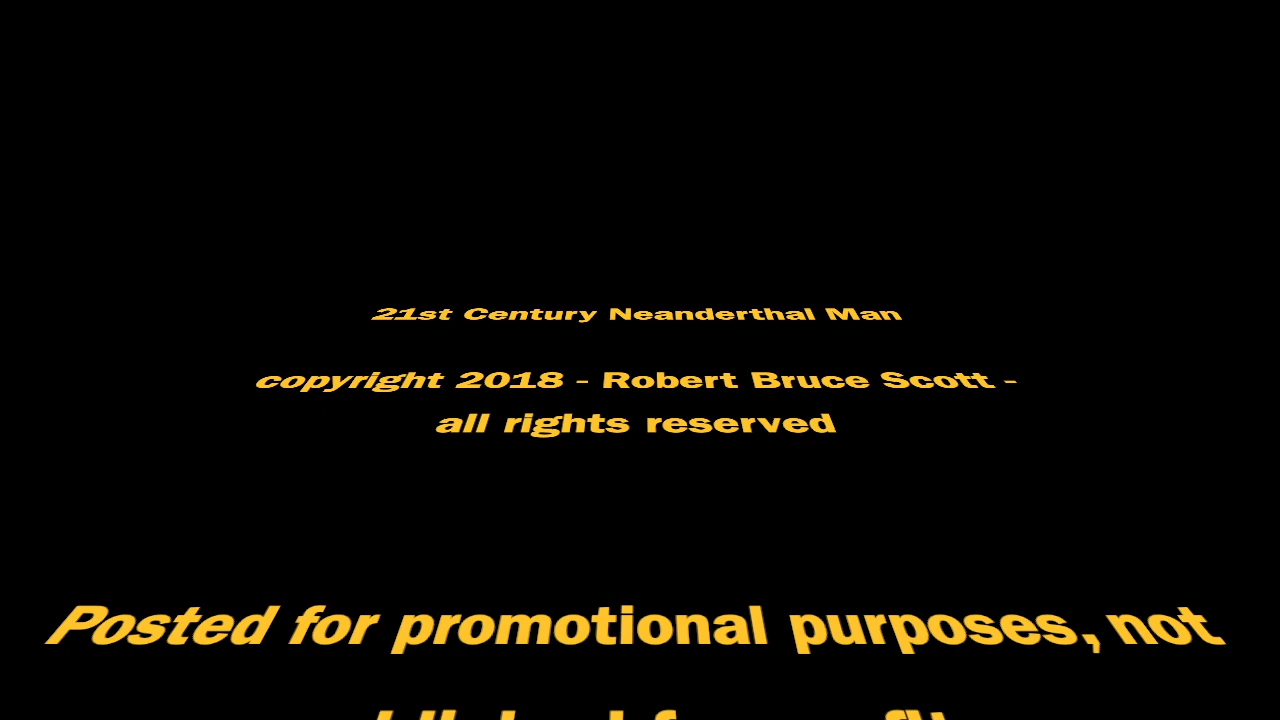 21st Century Neanderthal Man
copyright 2018 - Robert Bruce Scott -
all rights reserved
Posted for promotional purposes, not